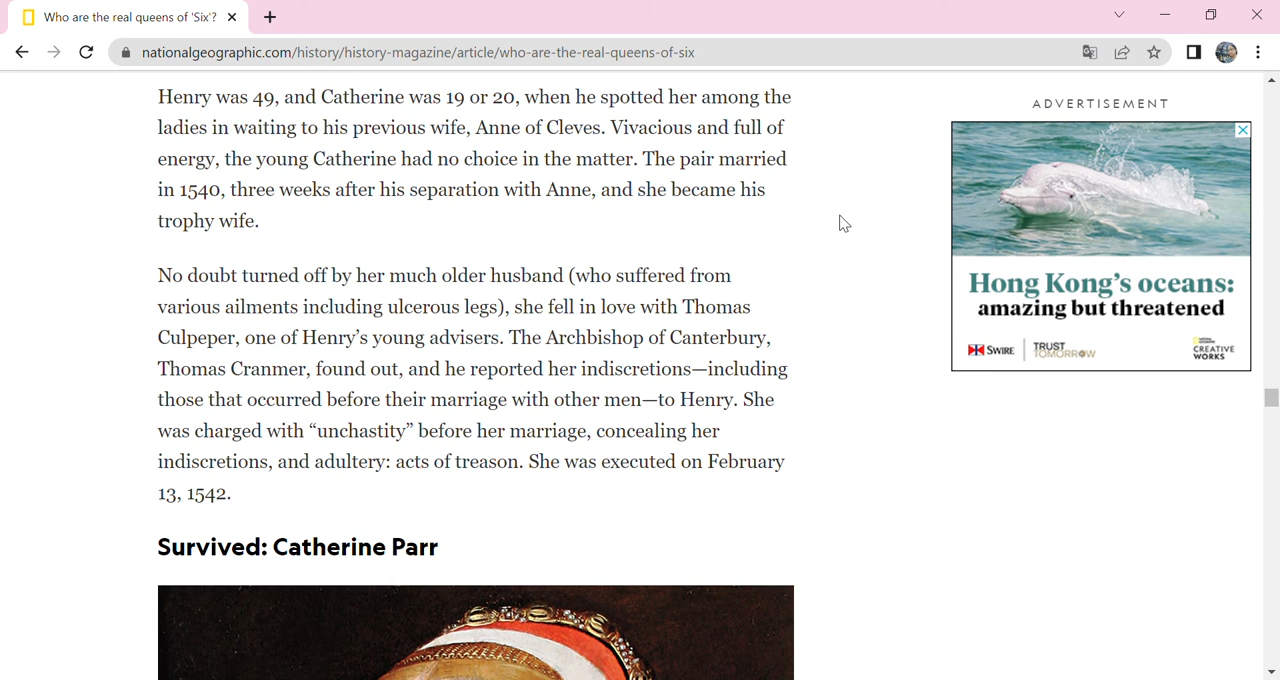 Who are the real queens of 'Six'?
nationalgeographic.com/history/history-magazine/article/who-are-the-real-queens-of-six
Henry was 49, and Catherine was 19 or 20, when he spotted her among the
ladies in waiting to his previous wife, Anne of Cleves. Vivacious and full of
energy, the young Catherine had no choice in the matter. The pair married
in 1540, three weeks after his separation with Anne, and she became his
trophy wife.
No doubt turned off by her much older husband (who suffered from
various ailments including ulcerous legs), she fell in love with Thomas
Culpeper, one of Henry’s young advisers. The Archbishop of Canterbury,
Thomas Cranmer, found out, and he reported her indiscretions—including
those that occurred before their marriage with other men—to Henry. She
was charged with “unchastity” before her marriage, concealing her
indiscretions, and adultery: acts of treason. She was executed on February
13, 1542.
Survived: Catherine Parr
ADVERTISEMENT
Hong Kong’s oceans:
amazing but threatened
SWIRE
TRUST
TOMORROW
NATIONAL
GEOGRAPHIC
CREATIVE
WORKS